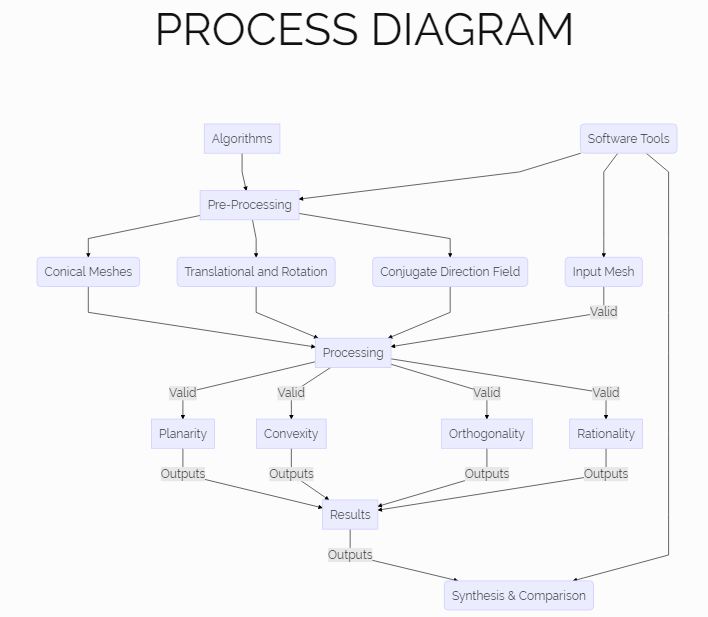 PROCESS DIAGRAM
Algorithms
Software Tools
Pre-Processing
Conical Meshes
Translational and Rotation
Conjugate Direction Field
Input Mesh
Valid
Processing
Valid
Valid
Valid
Valid
Planarity
Convexity
Orthogonality
Rationality
Outputs
Outputs
Outputs
Outputs
Results
Outputs
Synthesis & Comparison